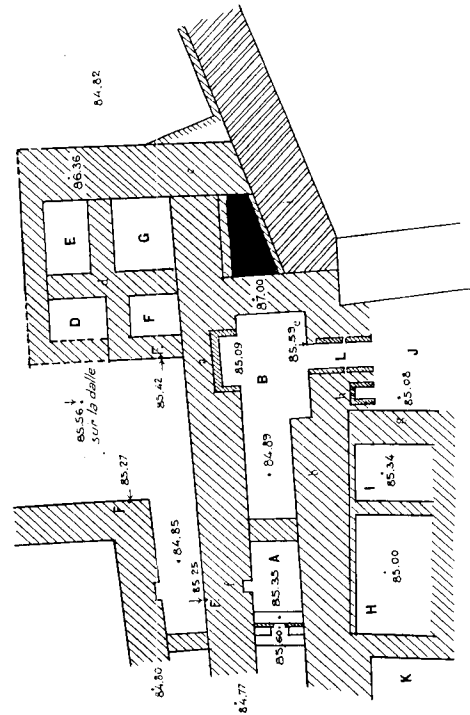 84.82
86.36
e
E
G
d
D
F
85.56
sur la dalle
85.42
E
87.00
a
85.09
85.59
c
B
L
J
85.27
F
84.89
b
h
85.08
g
I
85.34
84.85
85.25
E
f
A
85.35
85.60
H
85.00
84.80
84.77
K